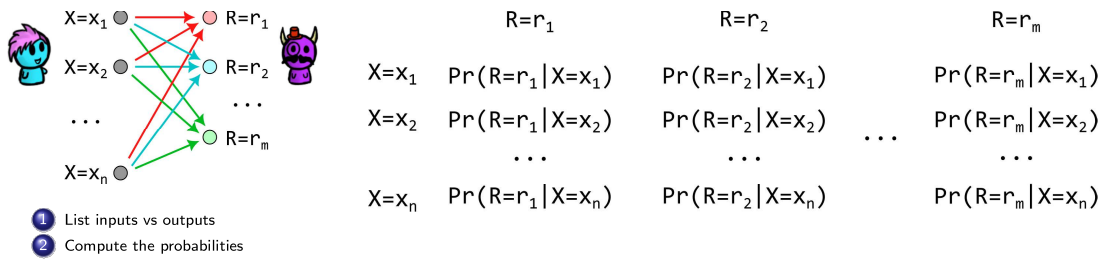 X=x₁ R=r₁
X=x₂ R=r₂
...
... R=rₘ
X=xₙ
1 List inputs vs outputs
2 Compute the probabilities
R=r₁ R=r₂ R=rₘ
X=x₁ Pr(R=r₁|X=x₁) Pr(R=r₂|X=x₁) Pr(R=rₘ|X=x₁)
X=x₂ Pr(R=r₁|X=x₂) Pr(R=r₂|X=x₂) ... Pr(R=rₘ|X=x₂)
... ... ...
X=xₙ Pr(R=r₁|X=xₙ) Pr(R=r₂|X=xₙ) Pr(R=rₘ|X=xₙ)